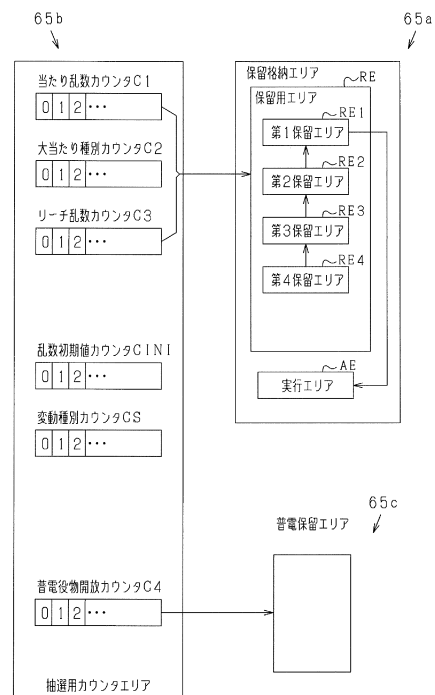 65b
当たり乱数カウンタC1
0 1 2 ・・・
大当たり種別カウンタC2
0 1 2 ・・・
リーチ乱数カウンタC3
0 1 2 ・・・
乱数初期値カウンタCINI
0 1 2 ・・・
変動種別カウンタCS
0 1 2 ・・・
普電役物開放カウンタC4
0 1 2 ・・・
抽選用カウンタエリア
65a
保留格納エリア
RE
保留用エリア
RE1
第1保留エリア
RE2
第2保留エリア
RE3
第3保留エリア
RE4
第4保留エリア
AE
実行エリア
65c
普電保留エリア